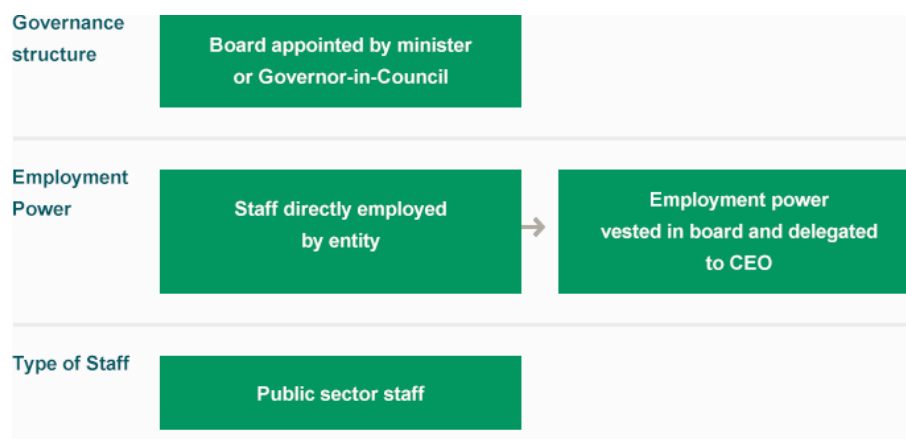 Governance
structure
Board appointed by minister
or Governor-in-Council
Employment
Power
Staff directly employed
by entity
Employment power
vested in board and delegated
to CEO
Type of Staff
Public sector staff